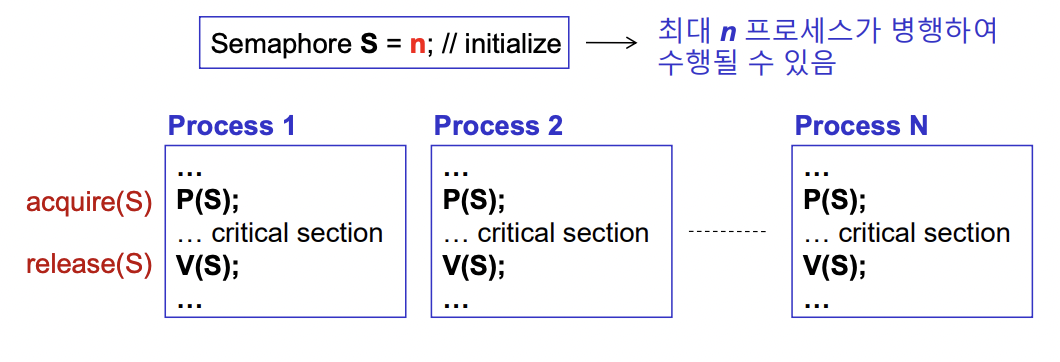 Semaphore S = n; // initialize
최대 n 프로세스가 병행하여
수행될 수 있음
Process 1
Process 2
Process N
acquire(S)
release(S)
...
P(S);
... critical section
V(S);
...
...
P(S);
... critical section
V(S);
...
...
P(S);
... critical section
V(S);
...